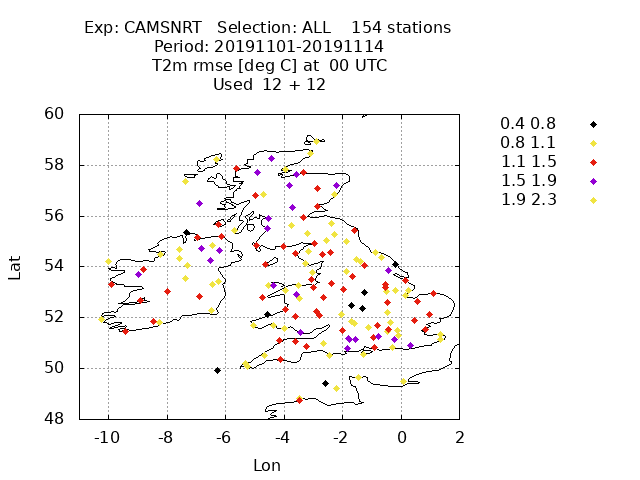 Exp: CAMSNRT   Selection: ALL    154 stations
Period: 20191101-20191114
T2m rmse [deg C] at  00 UTC
Used  12 + 12
0.4 0.8
0.8 1.1
1.1 1.5
1.5 1.9
1.9 2.3
60
58
56
54
52
50
48
Lat
-10 -8 -6 -4 -2 0 2
Lon